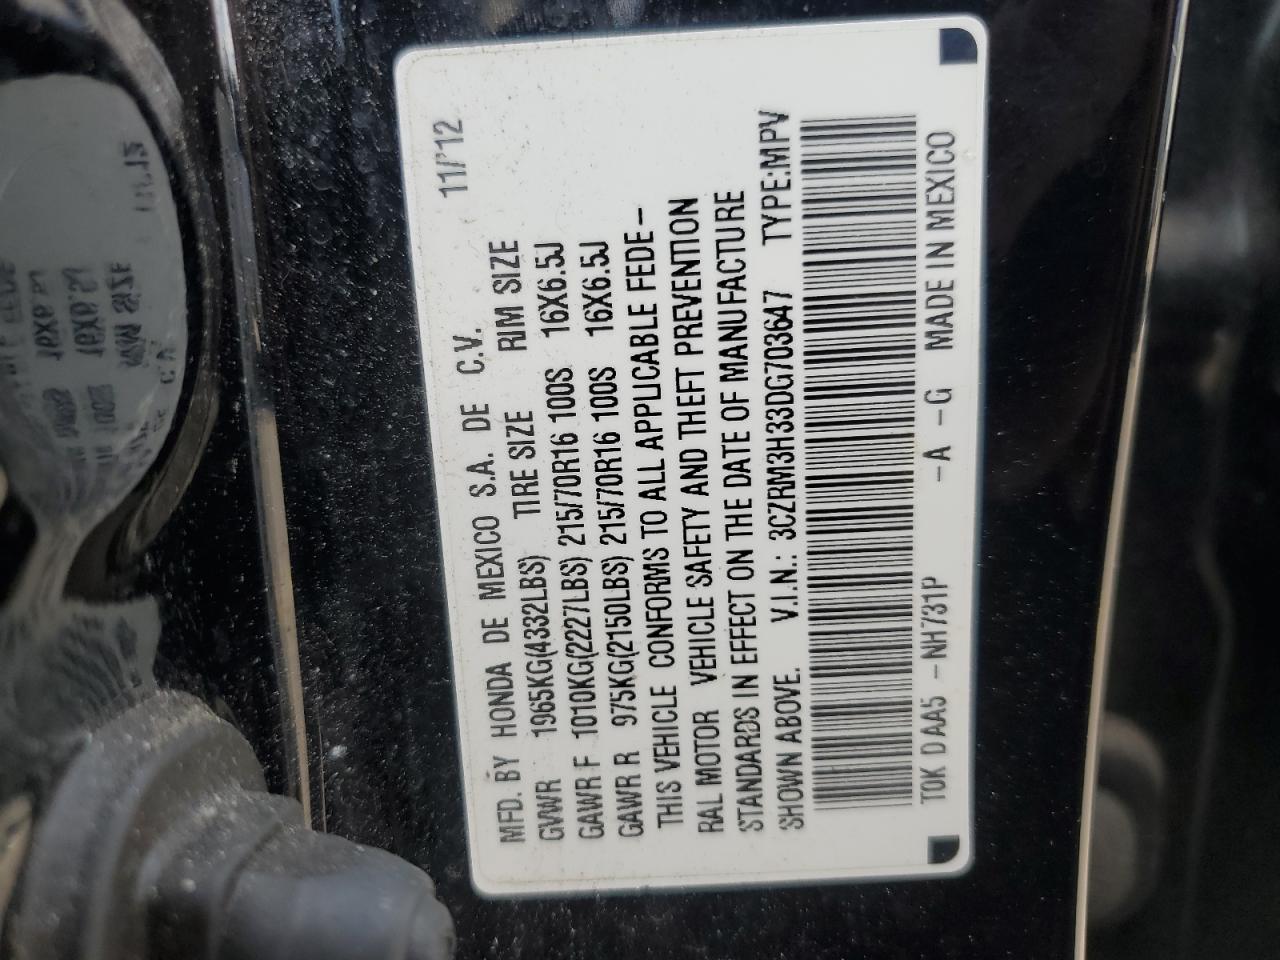 MFD. BY HONDA DE MEXICO S.A. DE C.V. 11/'12
GVWR 1965KG(4332LBS) TIRE SIZE RIM SIZE
GAWR F 1010KG(2227LBS) 215/70R16 100S 16X6.5J
GAWR R 975KG(2150LBS) 215/70R16 100S 16X6.5J
THIS VEHICLE CONFORMS TO ALL APPLICABLE FEDE-
RAL MOTOR VEHICLE SAFETY AND THEFT PREVENTION
STANDARDS IN EFFECT ON THE DATE OF MANUFACTURE
SHOWN ABOVE. V.I.N.: 3CZRM3H33DG703647 TYPE:MPV
T0K D AA5 -NH731P -A -G MADE IN MEXICO